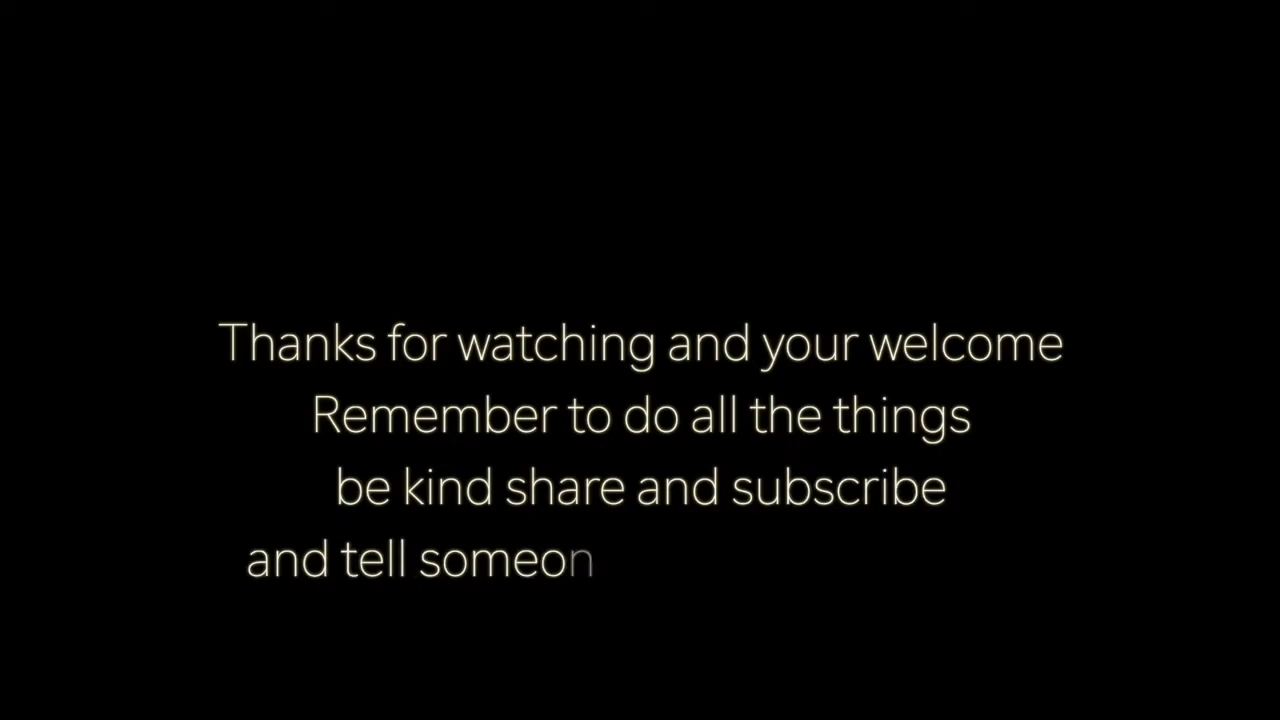 Thanks for watching and your welcome
Remember to do all the things
be kind share and subscribe
and tell someon